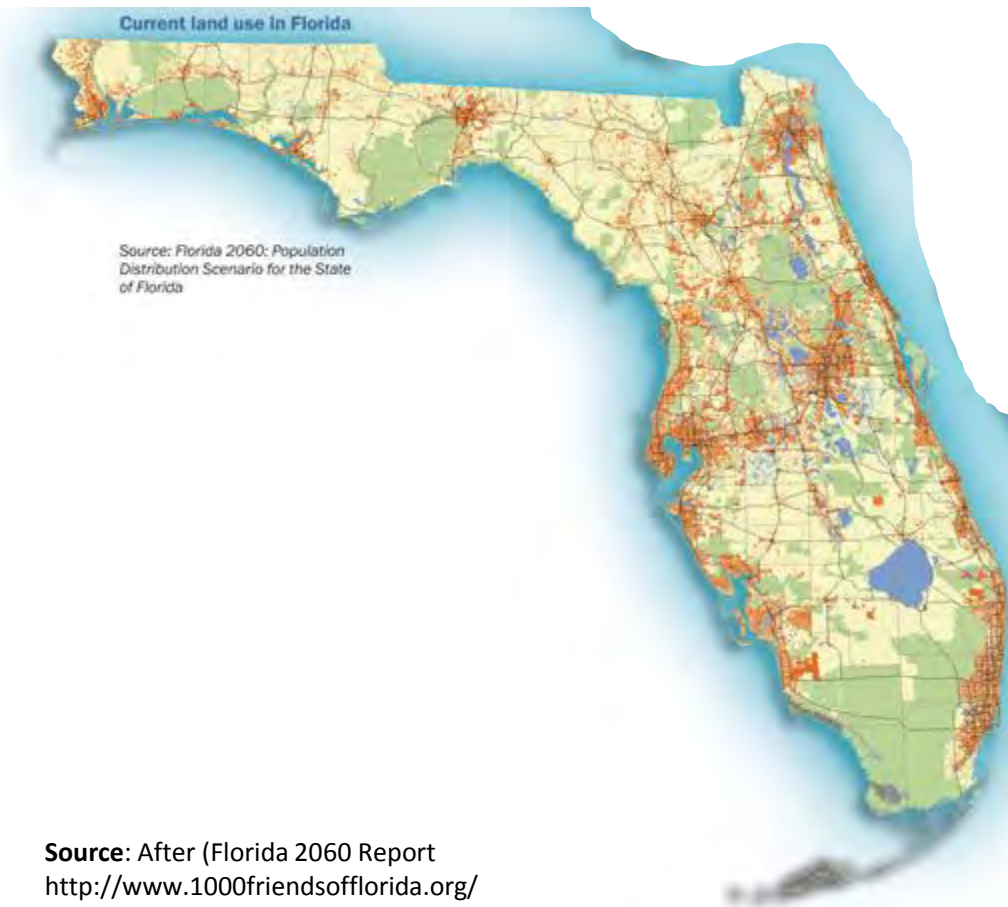 Current land use in Florida
Source: Florida 2060: Population
Distribution Scenario for the State
of Florida
Source: After (Florida 2060 Report
http://www.1000friendsofflorida.org/